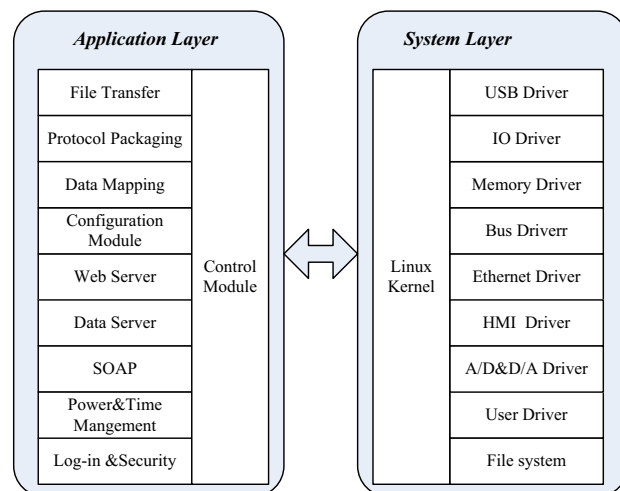 Application Layer
File Transfer
Protocol Packaging
Data Mapping
Configuration
Module
Web Server
Data Server
SOAP
Power&Time
Mangement
Log-in &Security
Control
Module
System Layer
Linux
Kernel
USB Driver
IO Driver
Memory Driver
Bus Driverr
Ethernet Driver
HMI Driver
A/D&D/A Driver
User Driver
File system